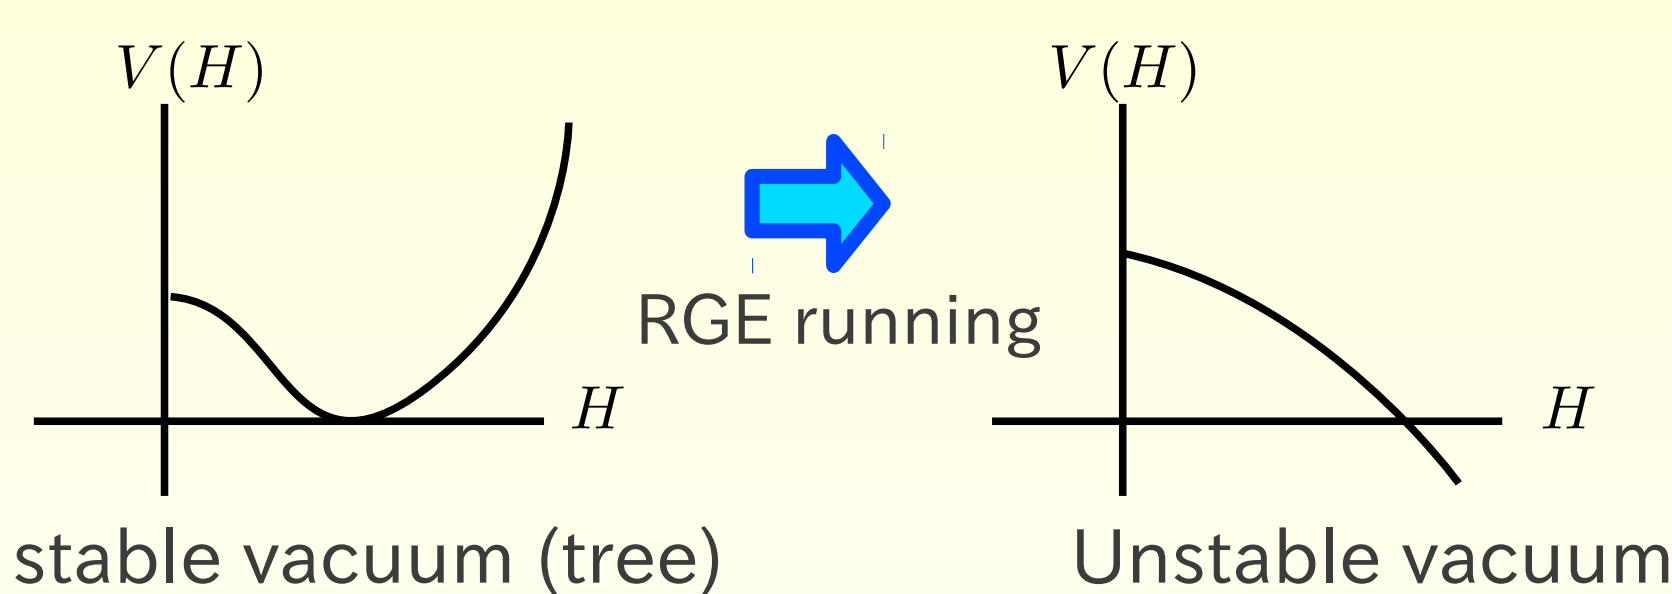 V(H)
V(H)
RGE running
H
H
stable vacuum (tree)
Unstable vacuum